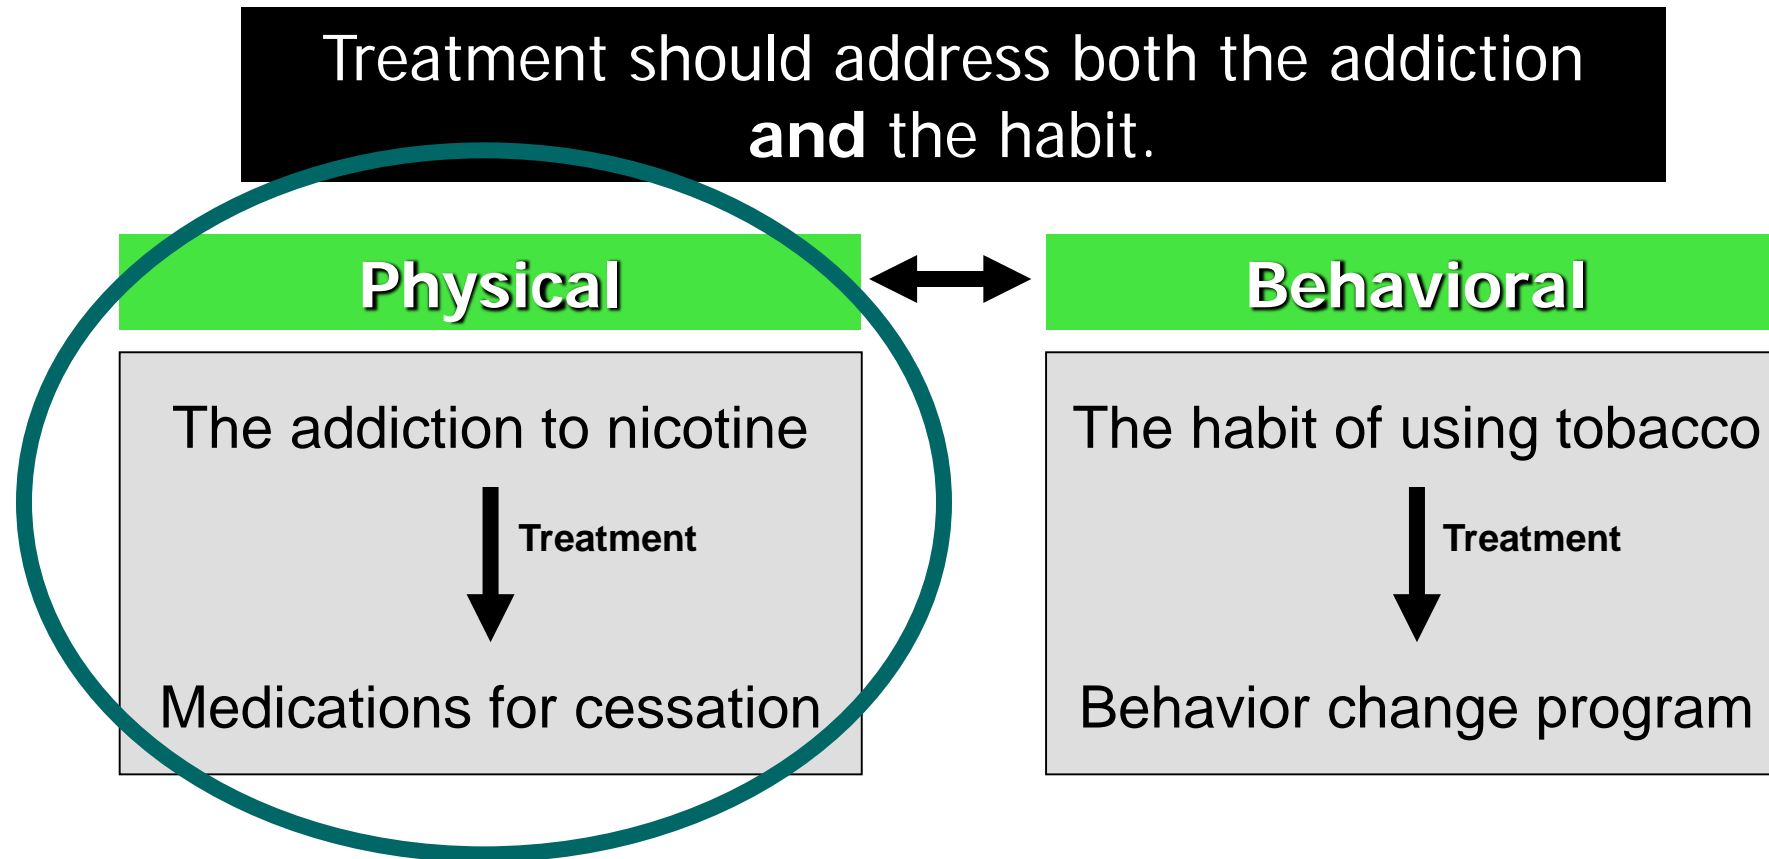 Treatment should address both the addiction
and the habit.
Physical
Behavioral
The addiction to nicotine
Treatment
Medications for cessation
The habit of using tobacco
Treatment
Behavior change program